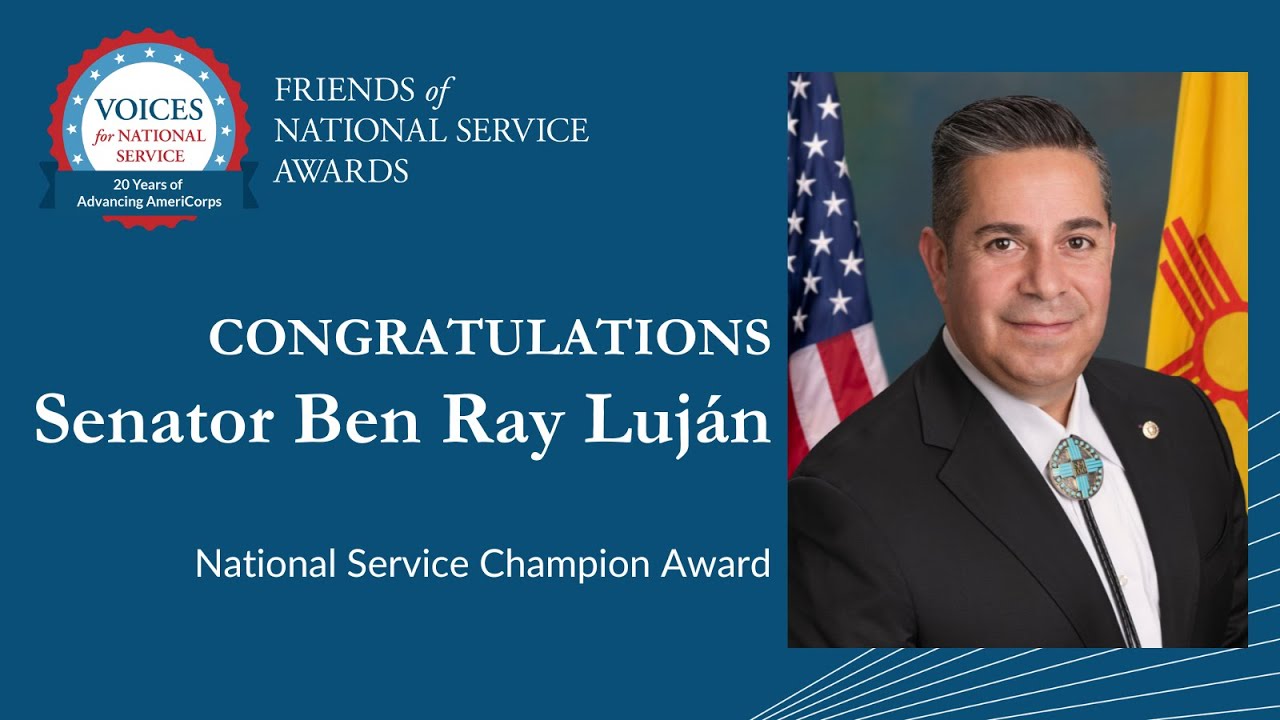 VOICES
for NATIONAL
SERVICE
20 Years of
Advancing AmeriCorps
FRIENDS of
NATIONAL SERVICE
AWARDS
CONGRATULATIONS
Senator Ben Ray Luján
National Service Champion Award